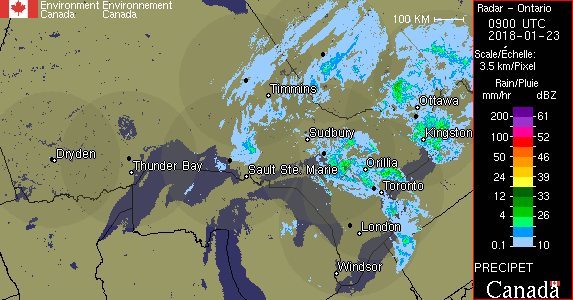 Environment Environnement
Canada Canada
100 KM
Timmins
Ottawa
Sudbury
Kingston
Dryden
Thunder Bay
Sault Ste. Marie
Orillia
Toronto
London
Windsor
Radar - Ontario
0900 UTC
2018-01-23
Scale/Échelle:
3.5 km/Pixel
Rain/Pluie
mm/hr dBZ
200 61
100 56
50 50
24 46
12 39
4 33
1 26
0.1 10
PRECIPET
Canada